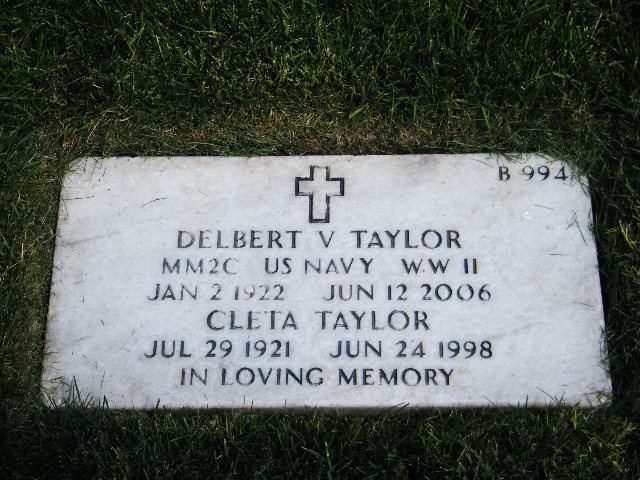 B 994
DELBERT V TAYLOR
MM2C US NAVY WW II
JAN 2 1922 JUN 12 2006
CLETA TAYLOR
JUL 29 1921 JUN 24 1998
IN LOVING MEMORY